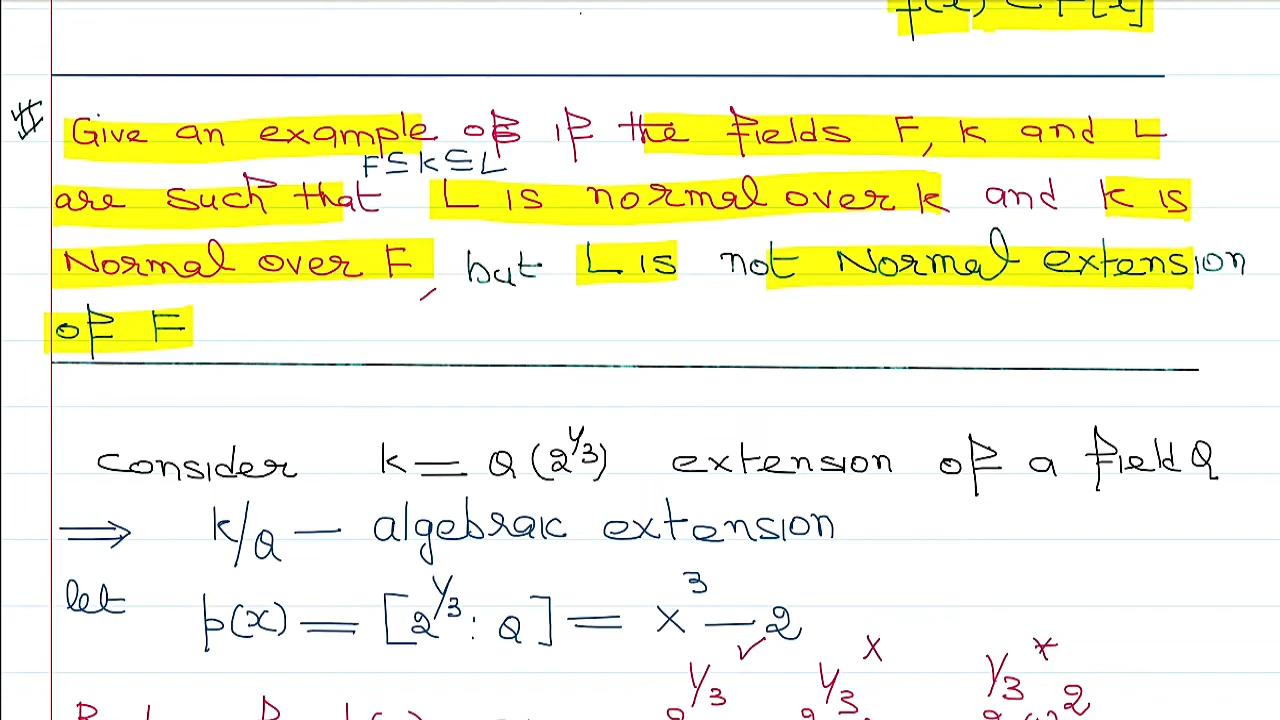 f(x) ⊂ F[x]
# Give an example of if the fields F, K and L
F ⊆ K ⊆ L
are such that L is normal over K and K is
Normal over F, but L is not Normal extension
of F
Consider K = Q(2^1/3) extension of a field Q
⟹ K/Q — algebraic extension
let p(x) = [2^1/3 : Q] = x^3 — 2
✓ × ×